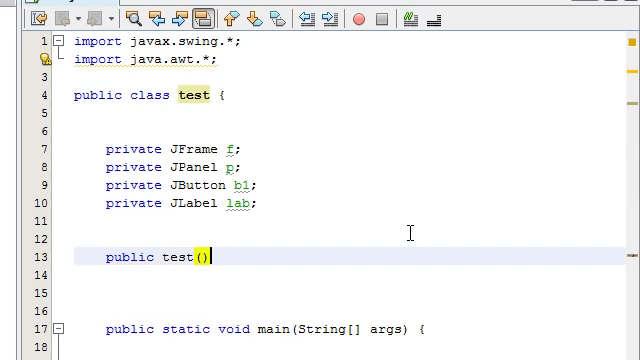 1 import javax.swing.*;
import java.awt.*;
3
4 public class test {
5
6
7 private JFrame f;
8 private JPanel p;
9 private JButton b1;
10 private JLabel lab;
11
12
13 public test()
14
15
16
17 public static void main(String[] args) {
18